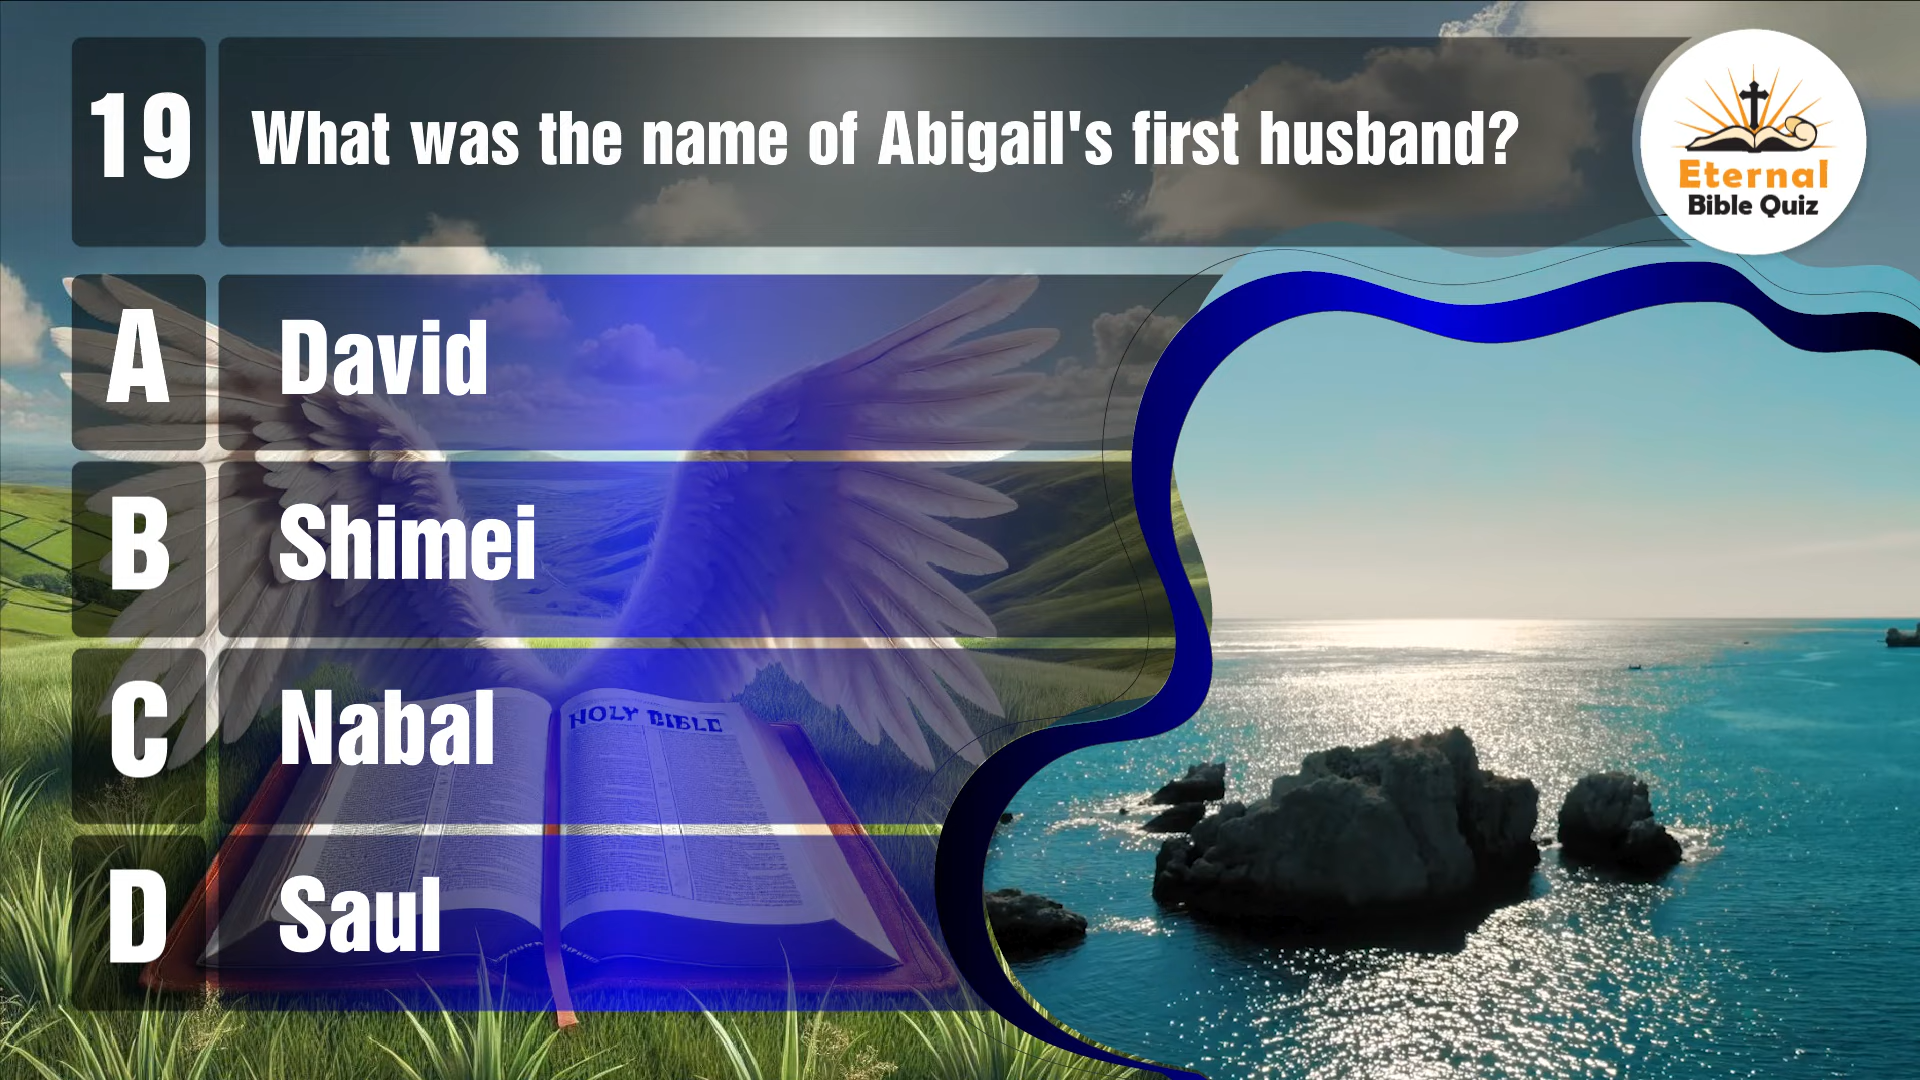 19
What was the name of Abigail's first husband?
Eternal
Bible Quiz
A
David
B
Shimei
C
Nabal
HOLY BIBLE
D
Saul